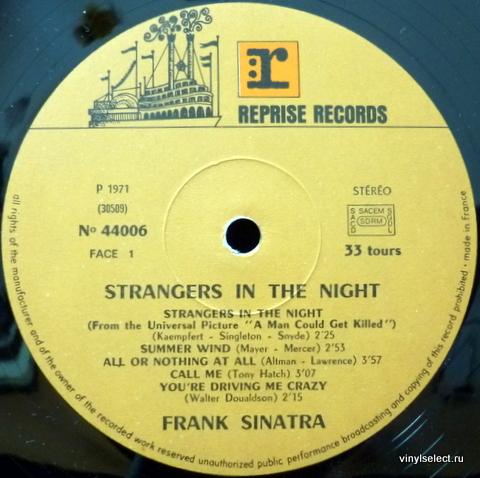 r
REPRISE RECORDS
P 1971
(30509)
Nº 44006
FACE 1
STÉRÉO
SACEM
SACD SDRM SGDL
33 tours
STRANGERS IN THE NIGHT
STRANGERS IN THE NIGHT
(From the Universal Picture "A Man Could Get Killed")
(Kaempfert - Singleton - Snyde) 2'25
SUMMER WIND (Mayer - Mercer) 2'53
ALL OR NOTHING AT ALL (Altman - Lawrence) 3'57
CALL ME (Tony Hatch) 3'07
YOU'RE DRIVING ME CRAZY
(Walter Doualdson) 2'15
FRANK SINATRA
all rights of the manufacturer and of the owner of the recorded work reserved unauthorized public performance broadcasting and copying of this record prohibited • made in france
vinylselect.ru